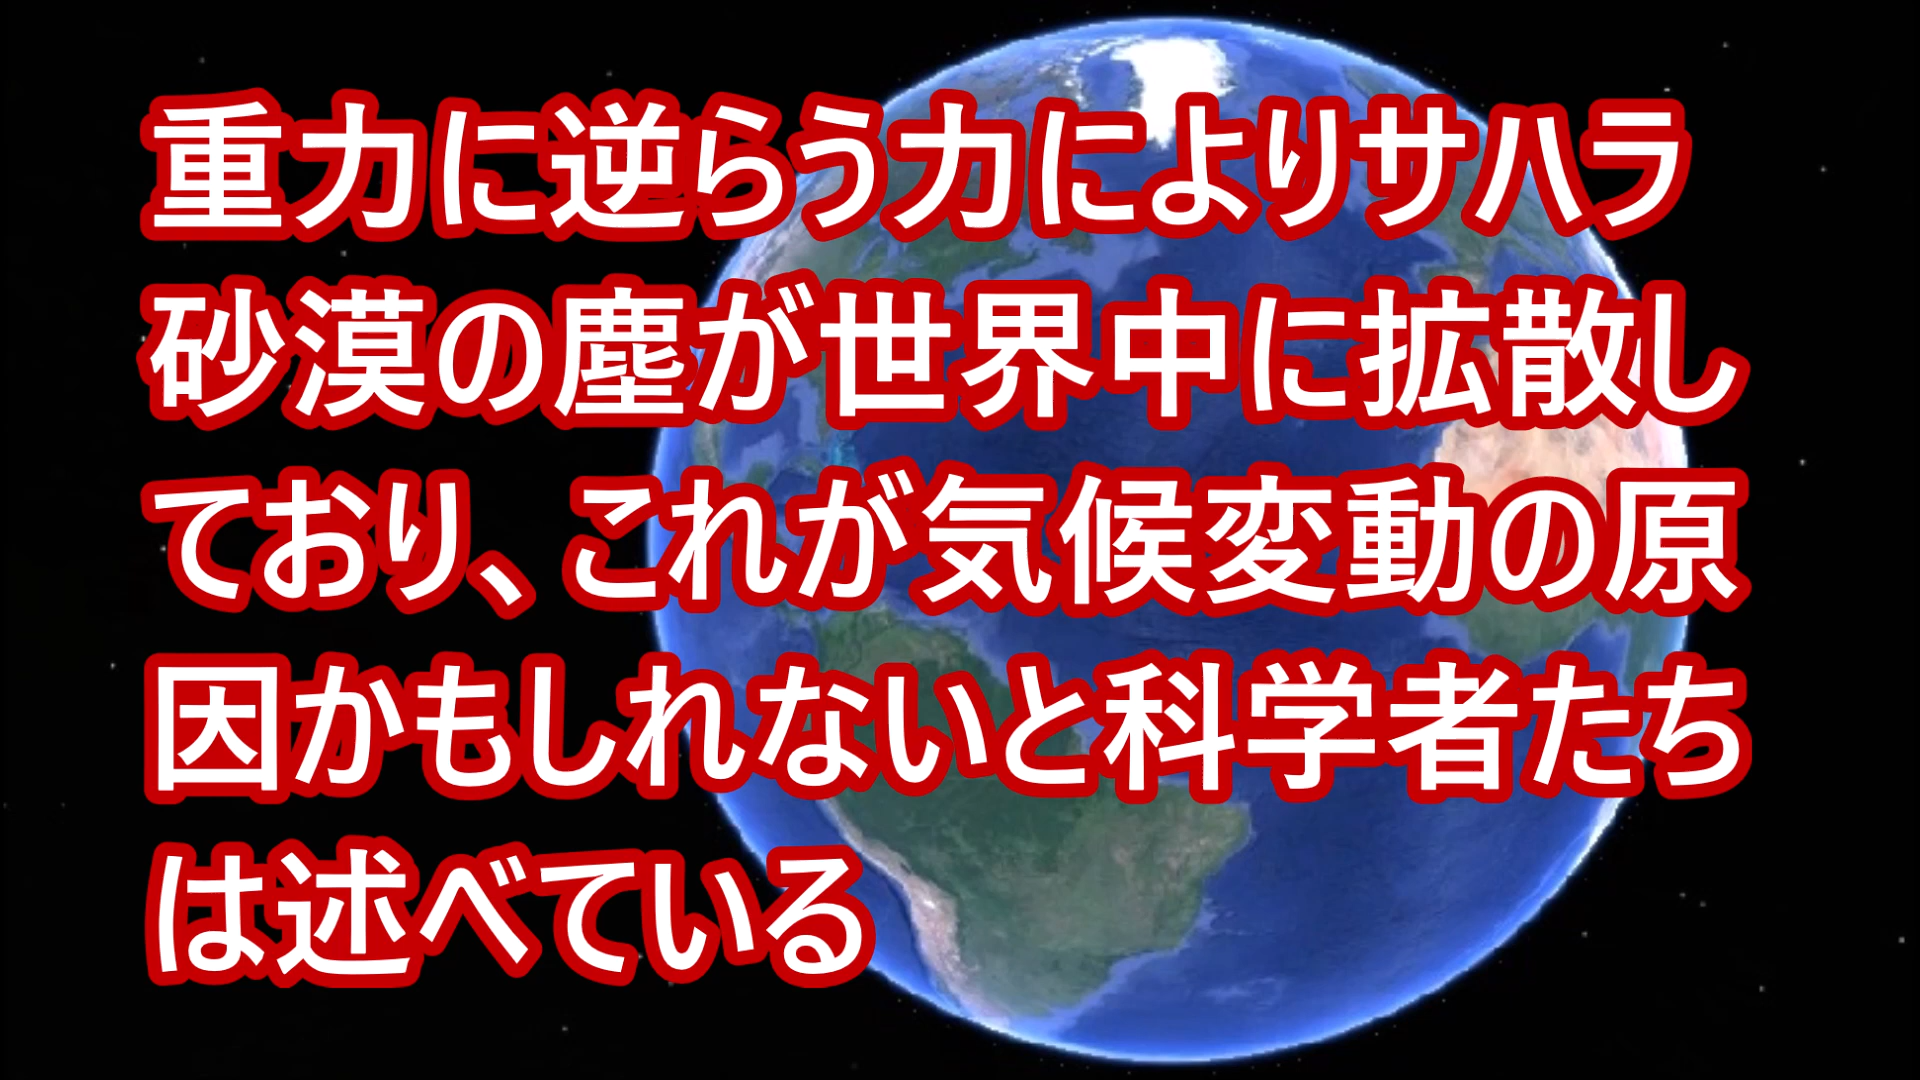 重力に逆らう力によりサハラ
砂漠の塵が世界中に拡散し
ており、これが気候変動の原
因かもしれないと科学者たち
は述べている